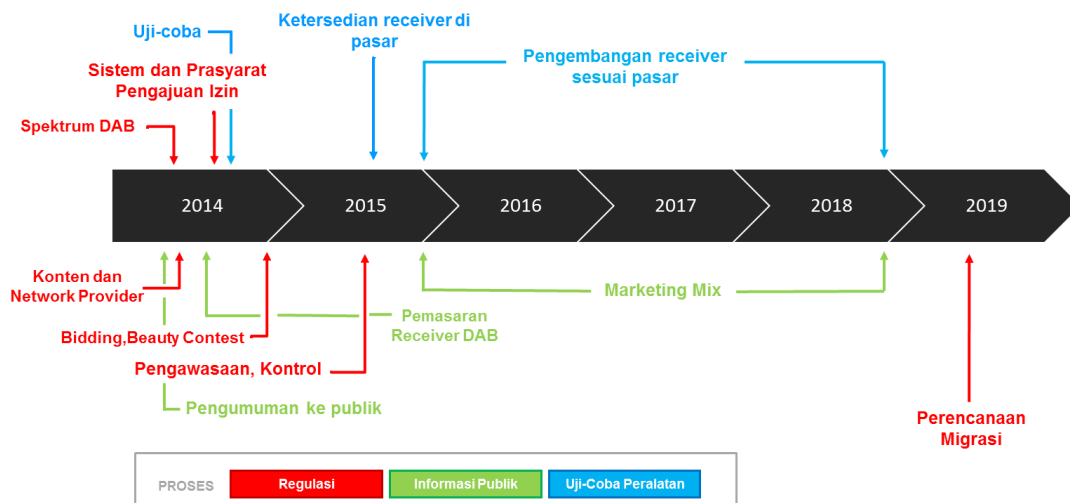 Uji-coba
Ketersedian receiver di
pasar
Sistem dan Prasyarat
Pengajuan Izin
Pengembangan receiver
sesuai pasar
Spektrum DAB
2014
2015
2016
2017
2018
2019
Konten dan
Network Provider
Marketing Mix
Pemasaran
Receiver DAB
Bidding,Beauty Contest
Pengawasaan, Kontrol
Pengumuman ke publik
Perencanaan
Migrasi
PROSES
Regulasi
Informasi Publik
Uji-Coba Peralatan